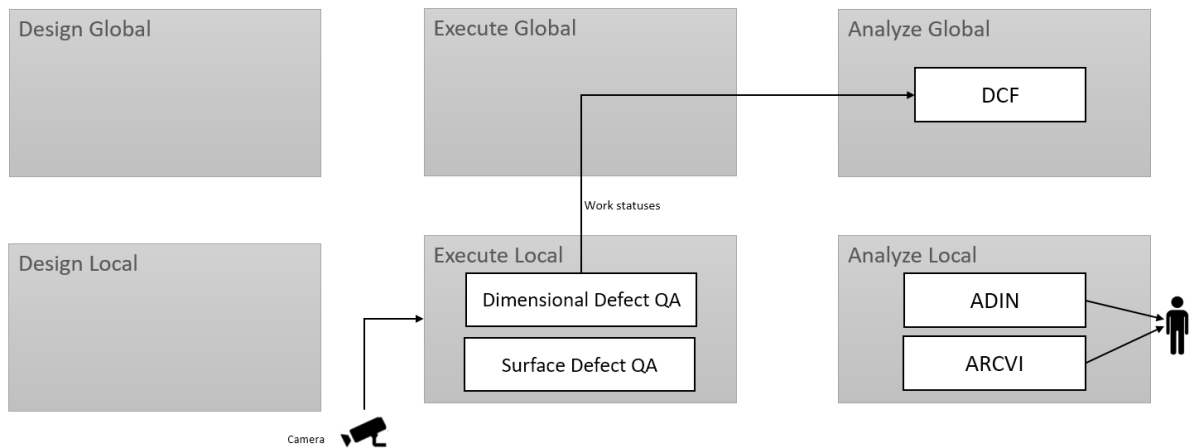 Design Global
Execute Global
Analyze Global
DCF
Work statuses
Design Local
Execute Local
Analyze Local
Dimensional Defect QA
ADIN
Surface Defect QA
ARCVI
Camera